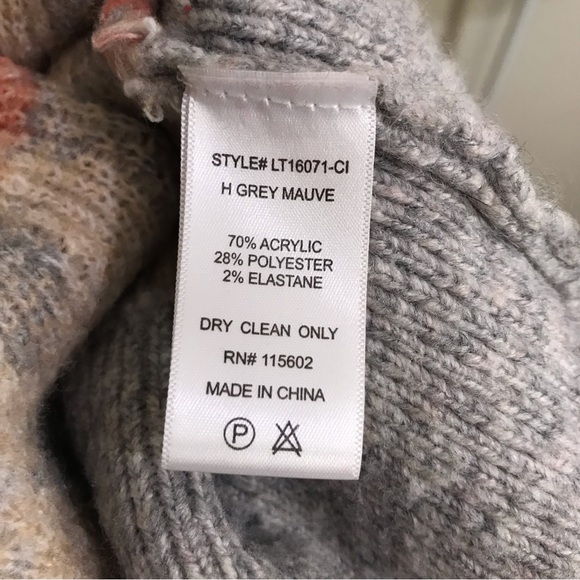 STYLE# LT16071-CI
H GREY MAUVE
70% ACRYLIC
28% POLYESTER
2% ELASTANE
DRY CLEAN ONLY
RN# 115602
MADE IN CHINA
P